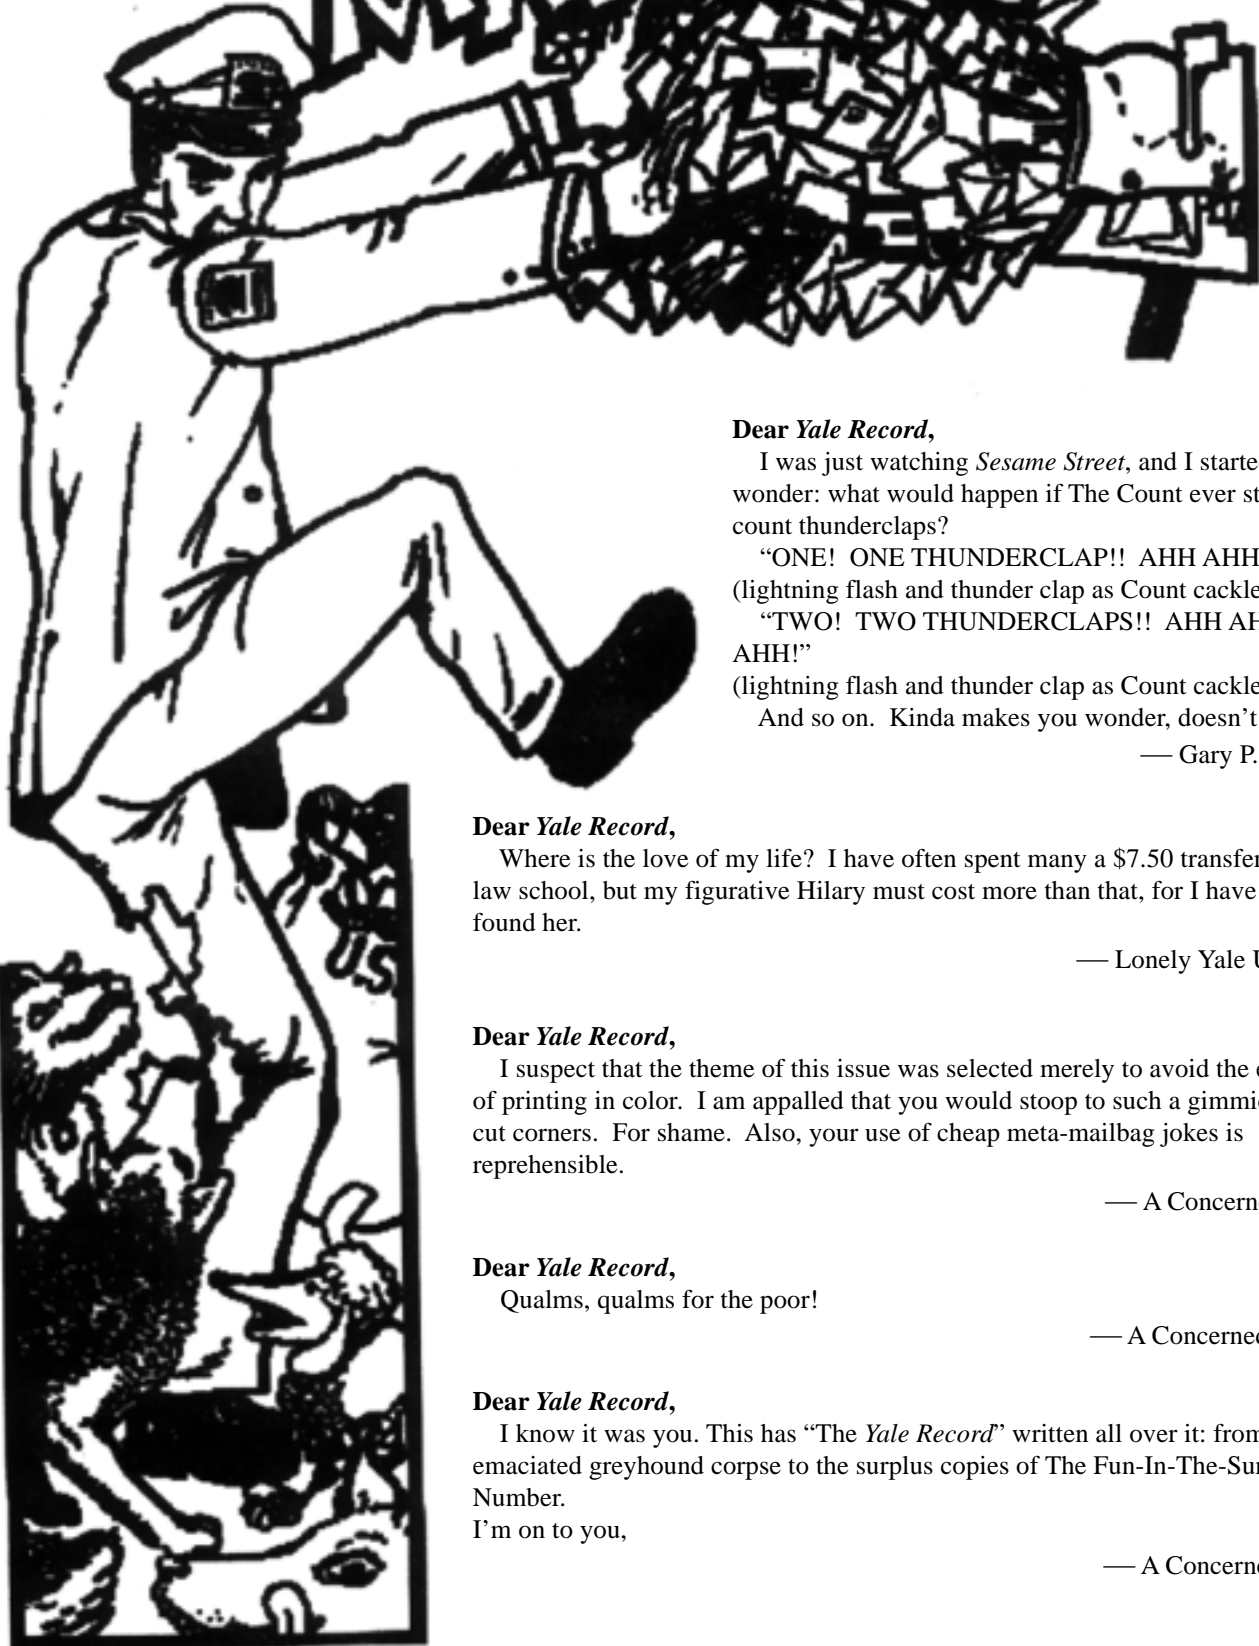 Dear Yale Record,
I was just watching Sesame Street, and I starte
wonder: what would happen if The Count ever st
count thunderclaps?
“ONE!  ONE THUNDERCLAP!!  AHH AHH
(lightning flash and thunder clap as Count cackle
“TWO!  TWO THUNDERCLAPS!!  AHH AH
AHH!”
(lightning flash and thunder clap as Count cackle
And so on.  Kinda makes you wonder, doesn’t
— Gary P.
Dear Yale Record,
Where is the love of my life?  I have often spent many a $7.50 transfer
law school, but my figurative Hilary must cost more than that, for I have
found her.
— Lonely Yale U
Dear Yale Record,
I suspect that the theme of this issue was selected merely to avoid the
of printing in color.  I am appalled that you would stoop to such a gimmi
cut corners.  For shame.  Also, your use of cheap meta-mailbag jokes is
reprehensible.
— A Concern
Dear Yale Record,
Qualms, qualms for the poor!
— A Concerned
Dear Yale Record,
I know it was you. This has “The Yale Record” written all over it: from
emaciated greyhound corpse to the surplus copies of The Fun-In-The-Sun
Number.
I’m on to you,
— A Concern
U.S